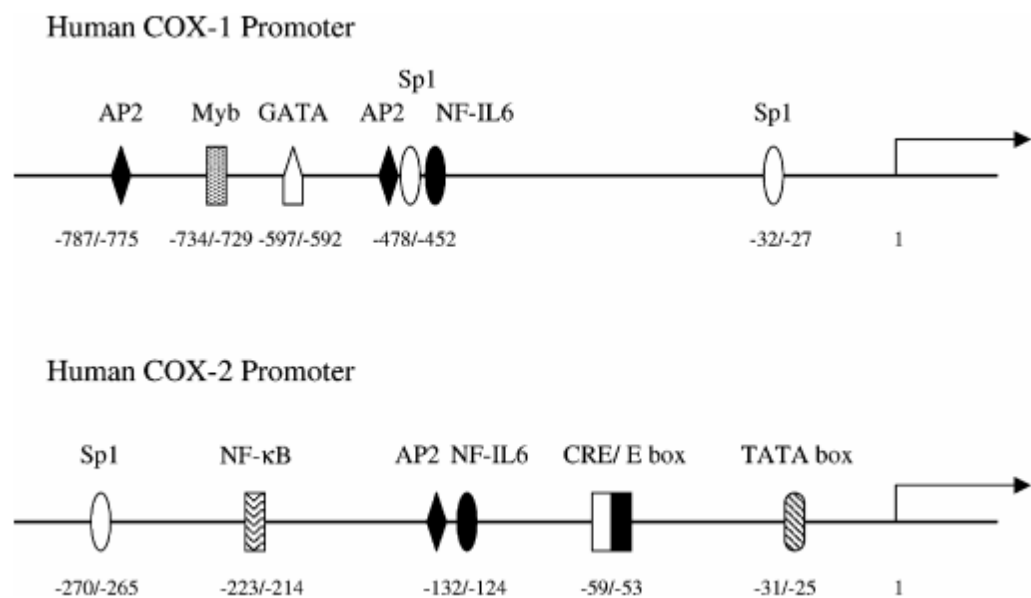 Human COX-1 Promoter
Sp1
AP2 Myb GATA AP2 NF-IL6 Sp1
-787/-775 -734/-729 -597/-592 -478/-452 -32/-27 1
Human COX-2 Promoter
Sp1 NF-κB AP2 NF-IL6 CRE/ E box TATA box
-270/-265 -223/-214 -132/-124 -59/-53 -31/-25 1